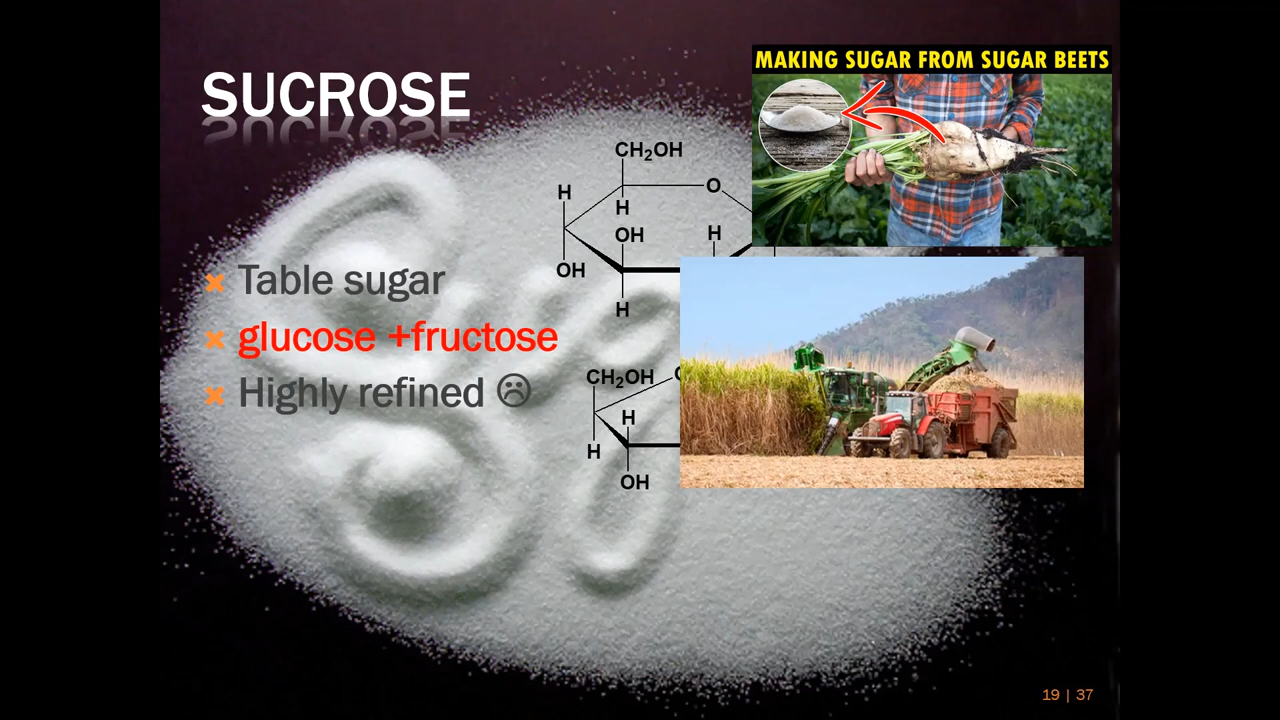 SUCROSE
MAKING SUGAR FROM SUGAR BEETS
Table sugar
glucose +fructose
Highly refined ☹
CH₂OH
H
O
H
OH
H
OH
H
CH₂OH
H
H
OH
19 | 37